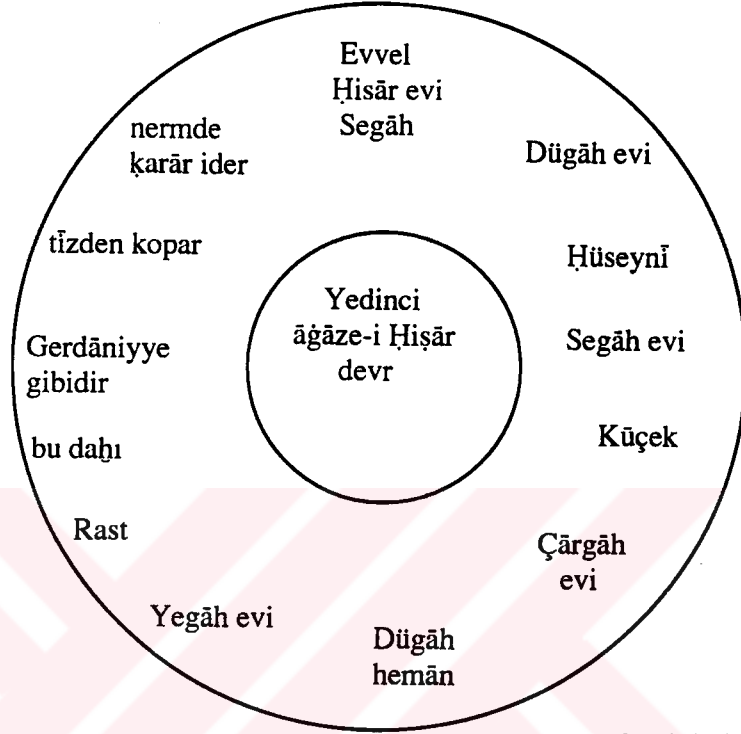 Evvel
Ḥisār evi
Segāh
Dügāh evi
Ḥüseynī
Segāh evi
Kūçek
Çārgāh
evi
Dügāh
hemān
Yegāh evi
Rast
bu daḫı
Gerdāniyye
gibidir
tīzden kopar
nermde
ḳarār ider
Yedinci
āġāze-i Ḥiṣār
devr